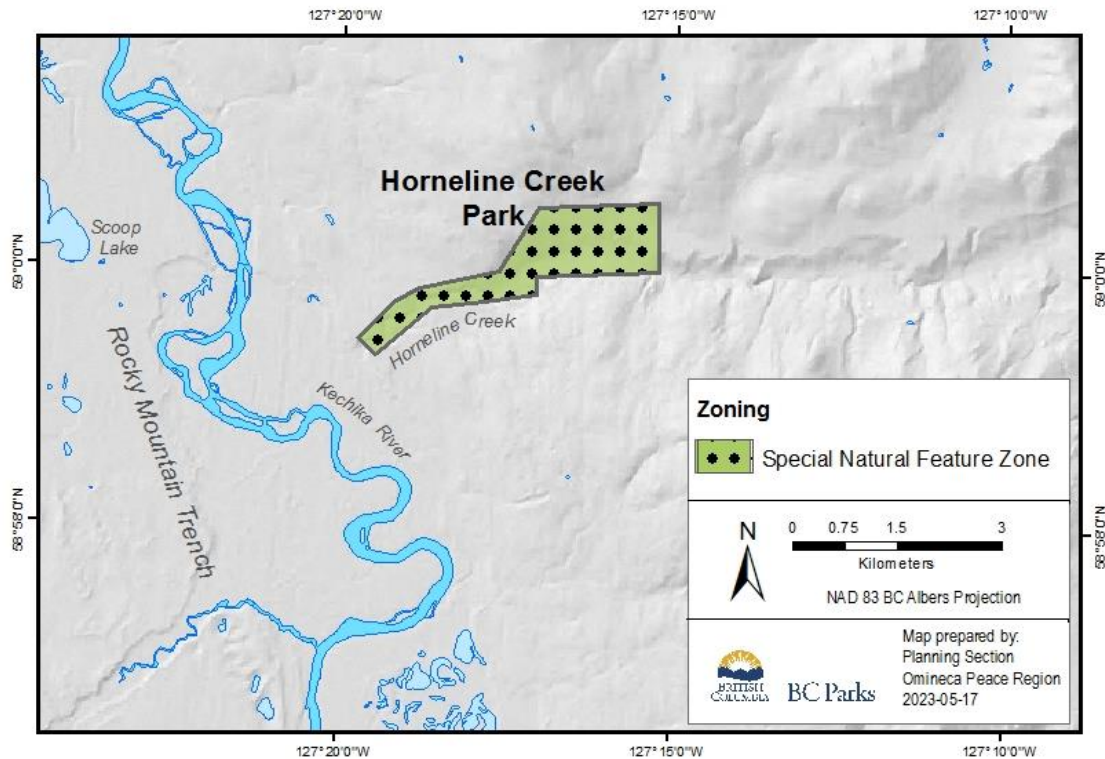 127°20'0"W
127°15'0"W
127°10'0"W
Horneline Creek
Park
Scoop
Lake
59°0'0"N
59°0'0"N
Horneline Creek
Rocky Mountain Trench
Kechika River
58°58'0"N
58°58'0"N
Zoning
Special Natural Feature Zone
N
0 0.75 1.5 3
Kilometers
NAD 83 BC Albers Projection
BRITISH
COLUMBIA
BC Parks
Map prepared by:
Planning Section
Omineca Peace Region
2023-05-17
127°20'0"W
127°15'0"W
127°10'0"W